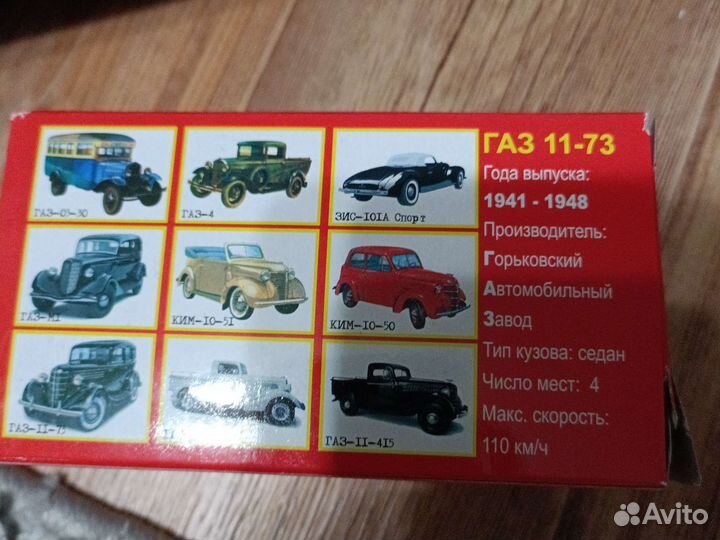 ГАЗ-03-30
ГАЗ-4
ЗИС-101А Спорт
ГАЗ-М1
КИМ-10-51
КИМ-10-50
ГАЗ-11-73
ГАЗ-11-415
ГАЗ 11-73
Года выпуска:
1941 - 1948
Производитель:
Горьковский
Автомобильный
Завод
Тип кузова: седан
Число мест: 4
Макс. скорость:
110 км/ч
Avito